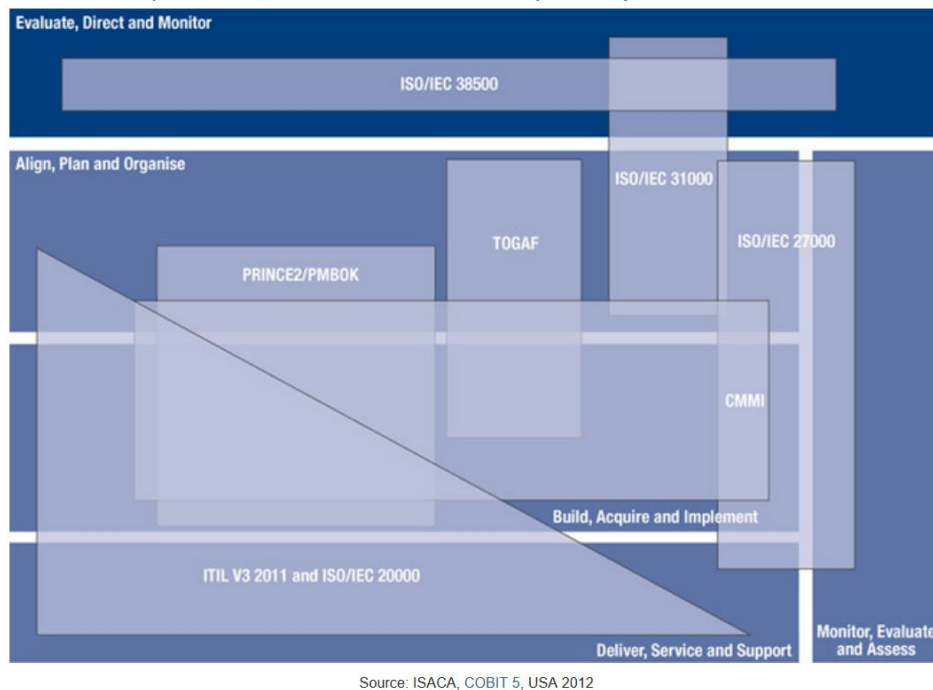 Evaluate, Direct and Monitor
ISO/IEC 38500
Align, Plan and Organise
ISO/IEC 31000
TOGAF
ISO/IEC 27000
PRINCE2/PMBOK
CMMI
Build, Acquire and Implement
ITIL V3 2011 and ISO/IEC 20000
Deliver, Service and Support
Monitor, Evaluate
and Assess
Source: ISACA, COBIT 5, USA 2012